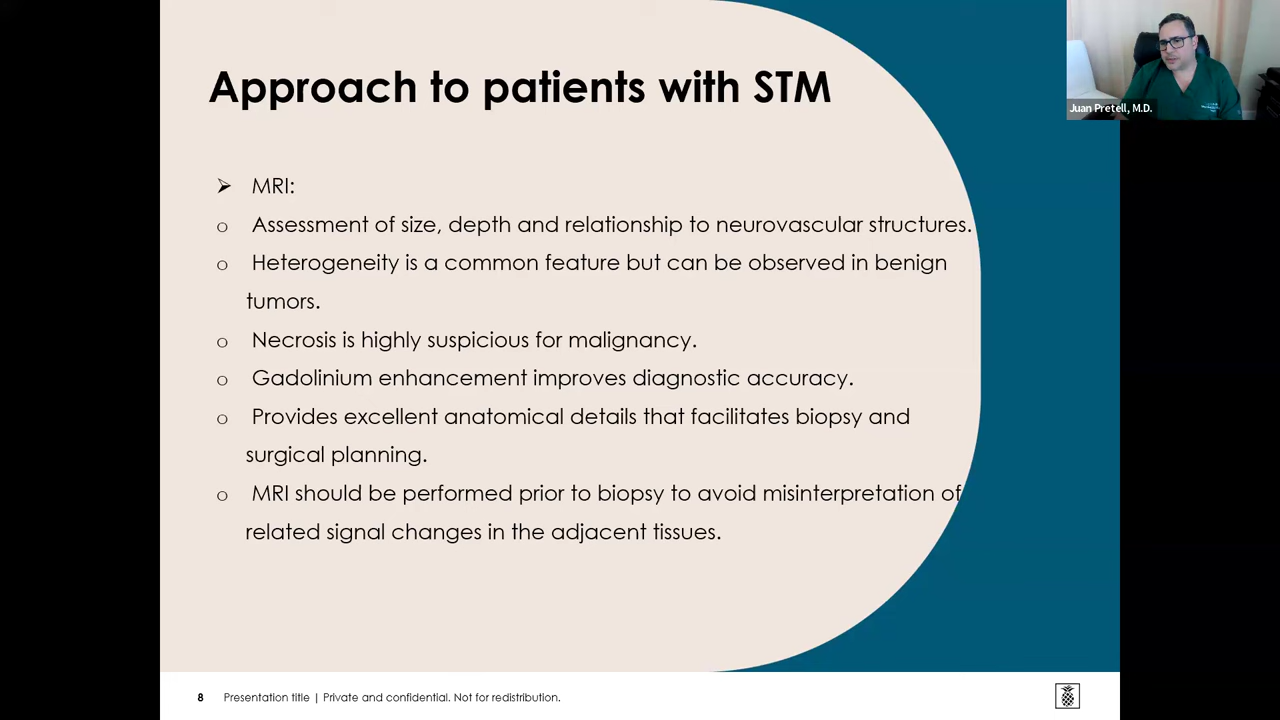 Approach to patients with STM
Juan Pretell, M.D.
➢ MRI:
o Assessment of size, depth and relationship to neurovascular structures.
o Heterogeneity is a common feature but can be observed in benign
tumors.
o Necrosis is highly suspicious for malignancy.
o Gadolinium enhancement improves diagnostic accuracy.
o Provides excellent anatomical details that facilitates biopsy and
surgical planning.
o MRI should be performed prior to biopsy to avoid misinterpretation of
related signal changes in the adjacent tissues.
8 Presentation title | Private and confidential. Not for redistribution.